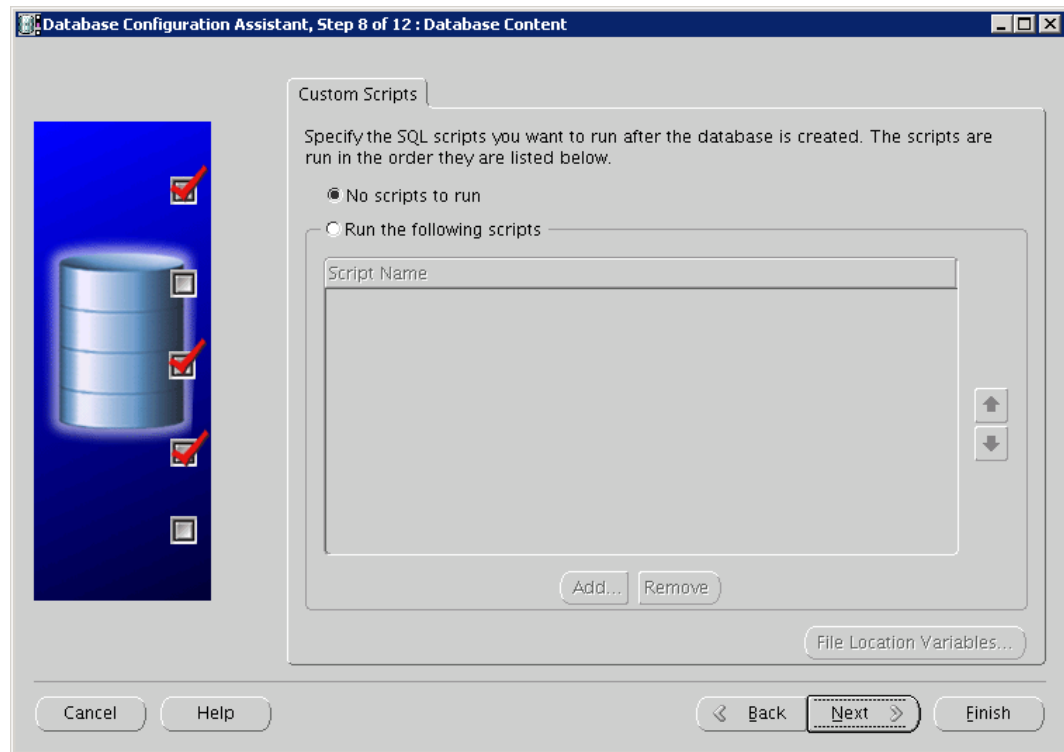 Database Configuration Assistant, Step 8 of 12 : Database Content
Custom Scripts
Specify the SQL scripts you want to run after the database is created. The scripts are
run in the order they are listed below.
No scripts to run
Run the following scripts
Script Name
Add... Remove
File Location Variables...
Cancel Help Back Next Finish